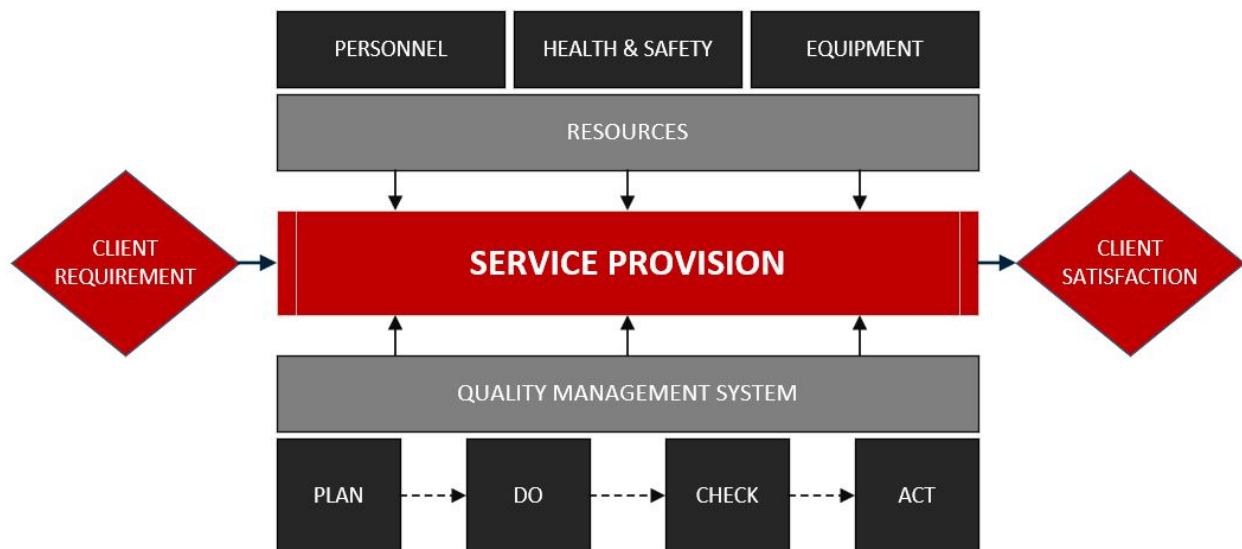 PERSONNEL
HEALTH & SAFETY
EQUIPMENT
RESOURCES
CLIENT
REQUIREMENT
SERVICE PROVISION
CLIENT
SATISFACTION
QUALITY MANAGEMENT SYSTEM
PLAN
DO
CHECK
ACT